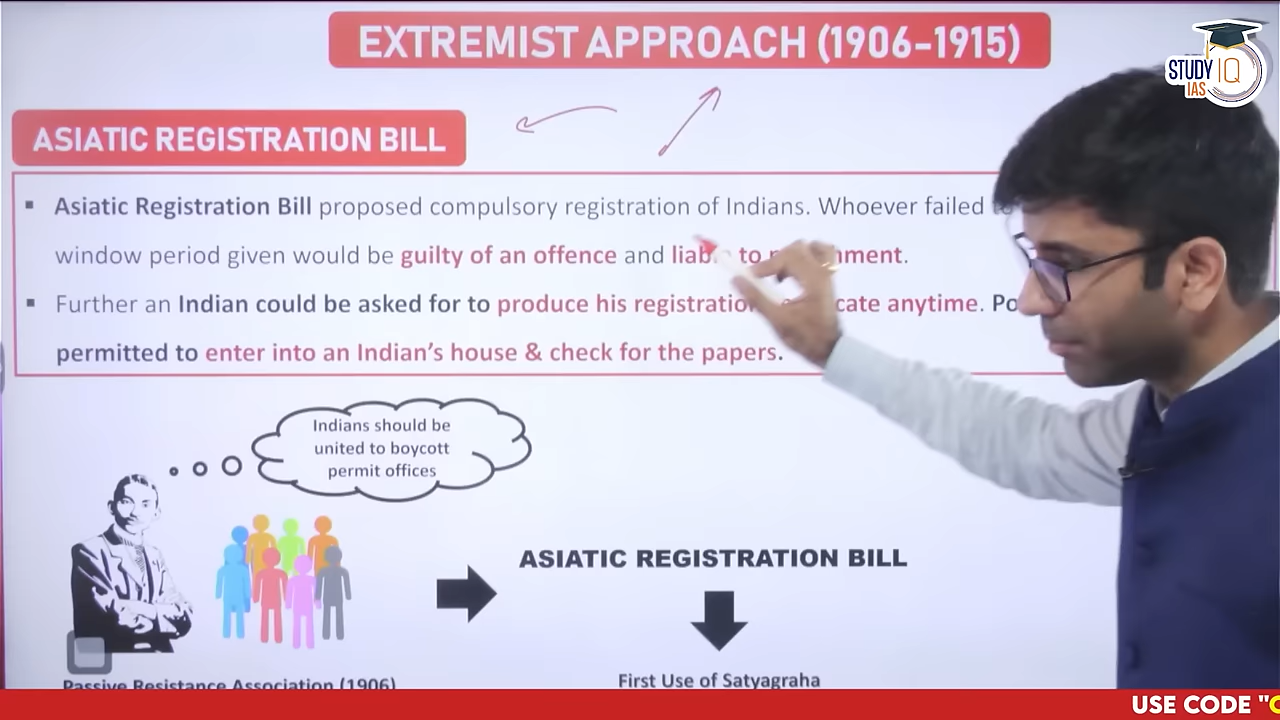 EXTREMIST APPROACH (1906-1915)
STUDY IQ
IAS
ASIATIC REGISTRATION BILL
▪ Asiatic Registration Bill proposed compulsory registration of Indians. Whoever failed
window period given would be guilty of an offence and to
▪ Further an Indian could be asked for to produce his anytime.
permitted to enter into an Indian's house & check for the papers.
Indians should be
united to boycott
permit offices
ASIATIC REGISTRATION BILL
Passive Resistance Association (1906)
First Use of Satyagraha
USE CODE "